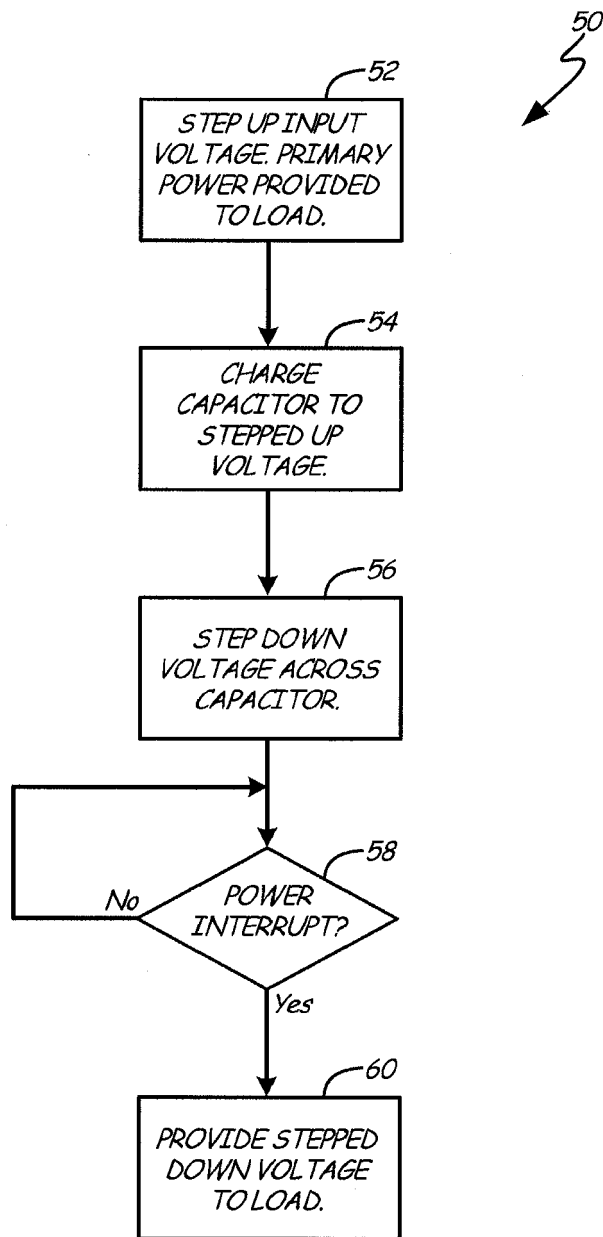 50
52
STEP UP INPUT
VOLTAGE. PRIMARY
POWER PROVIDED
TO LOAD.
54
CHARGE
CAPACITOR TO
STEPPED UP
VOLTAGE.
56
STEP DOWN
VOLTAGE ACROSS
CAPACITOR.
58
POWER
INTERRUPT?
No
Yes
60
PROVIDE STEPPED
DOWN VOLTAGE
TO LOAD.